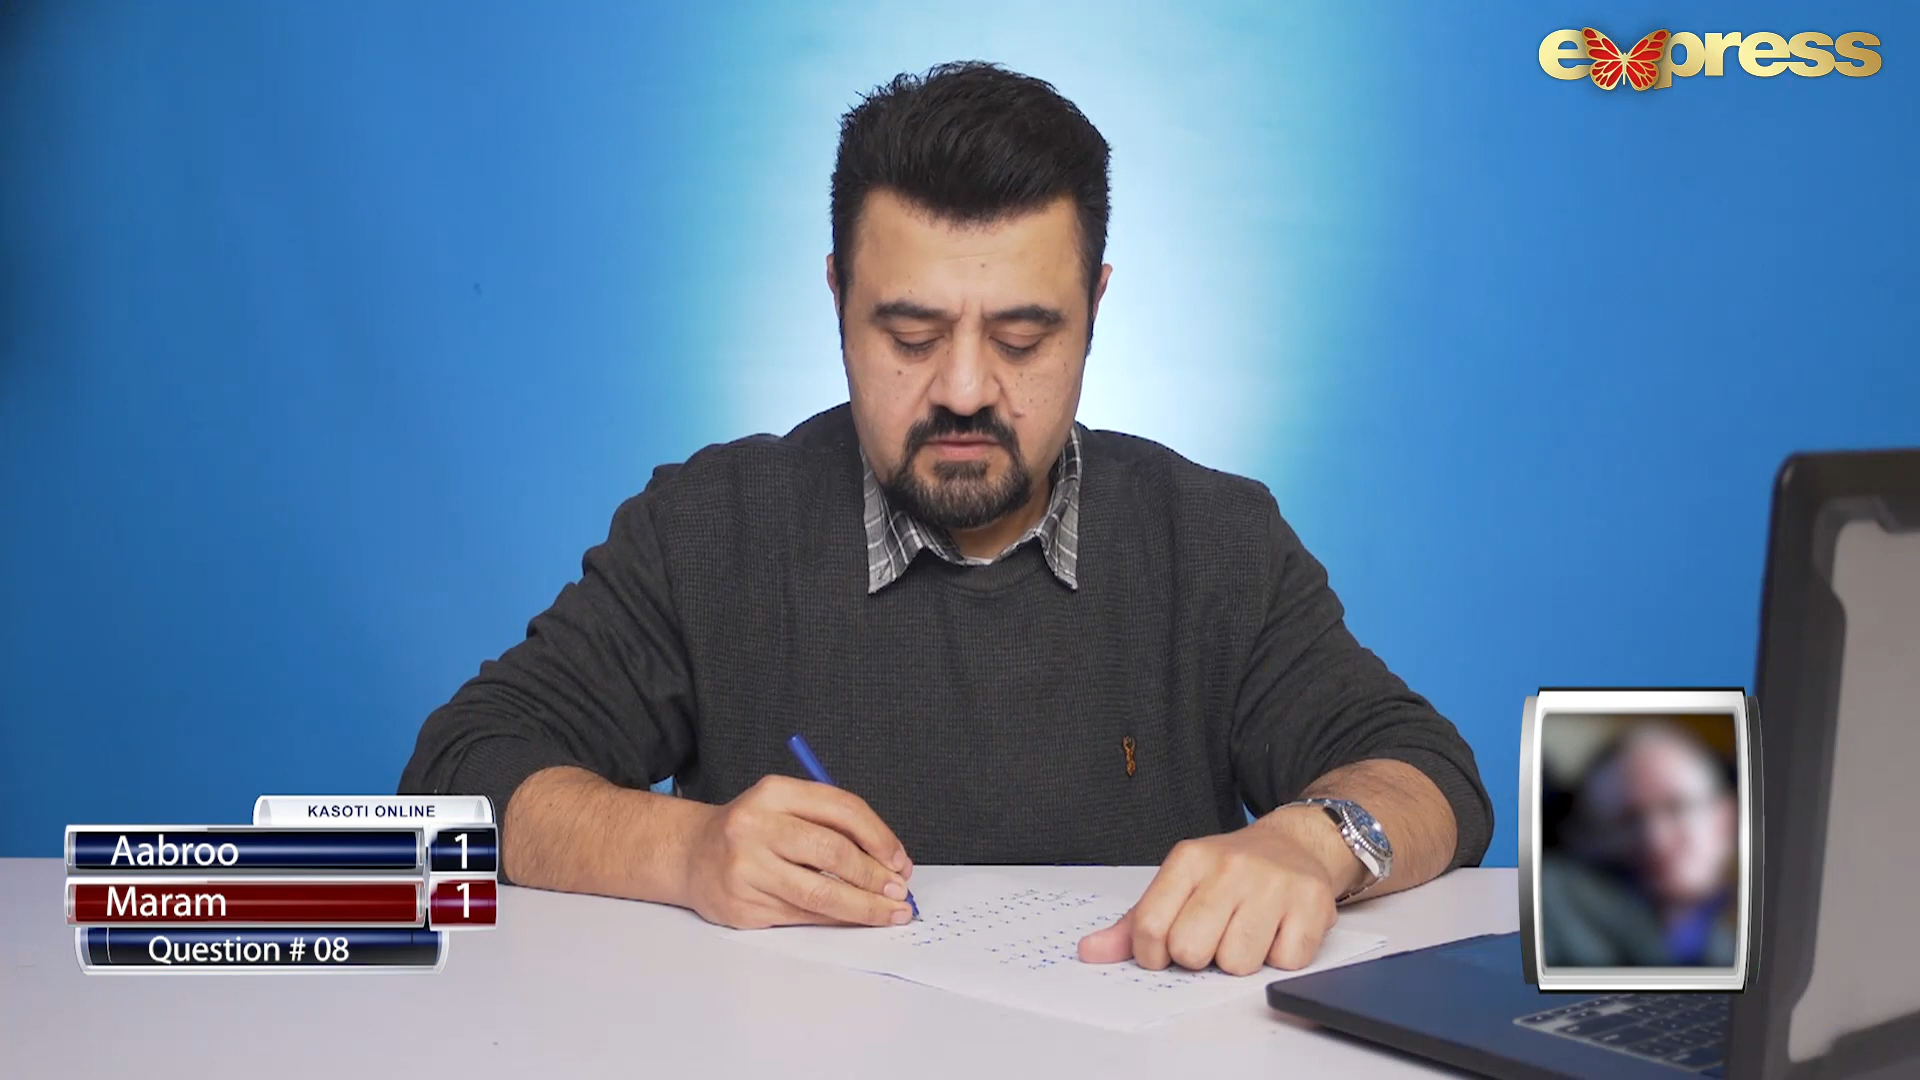 express
KASOTI ONLINE
Aabroo 1
Maram 1
Question # 08